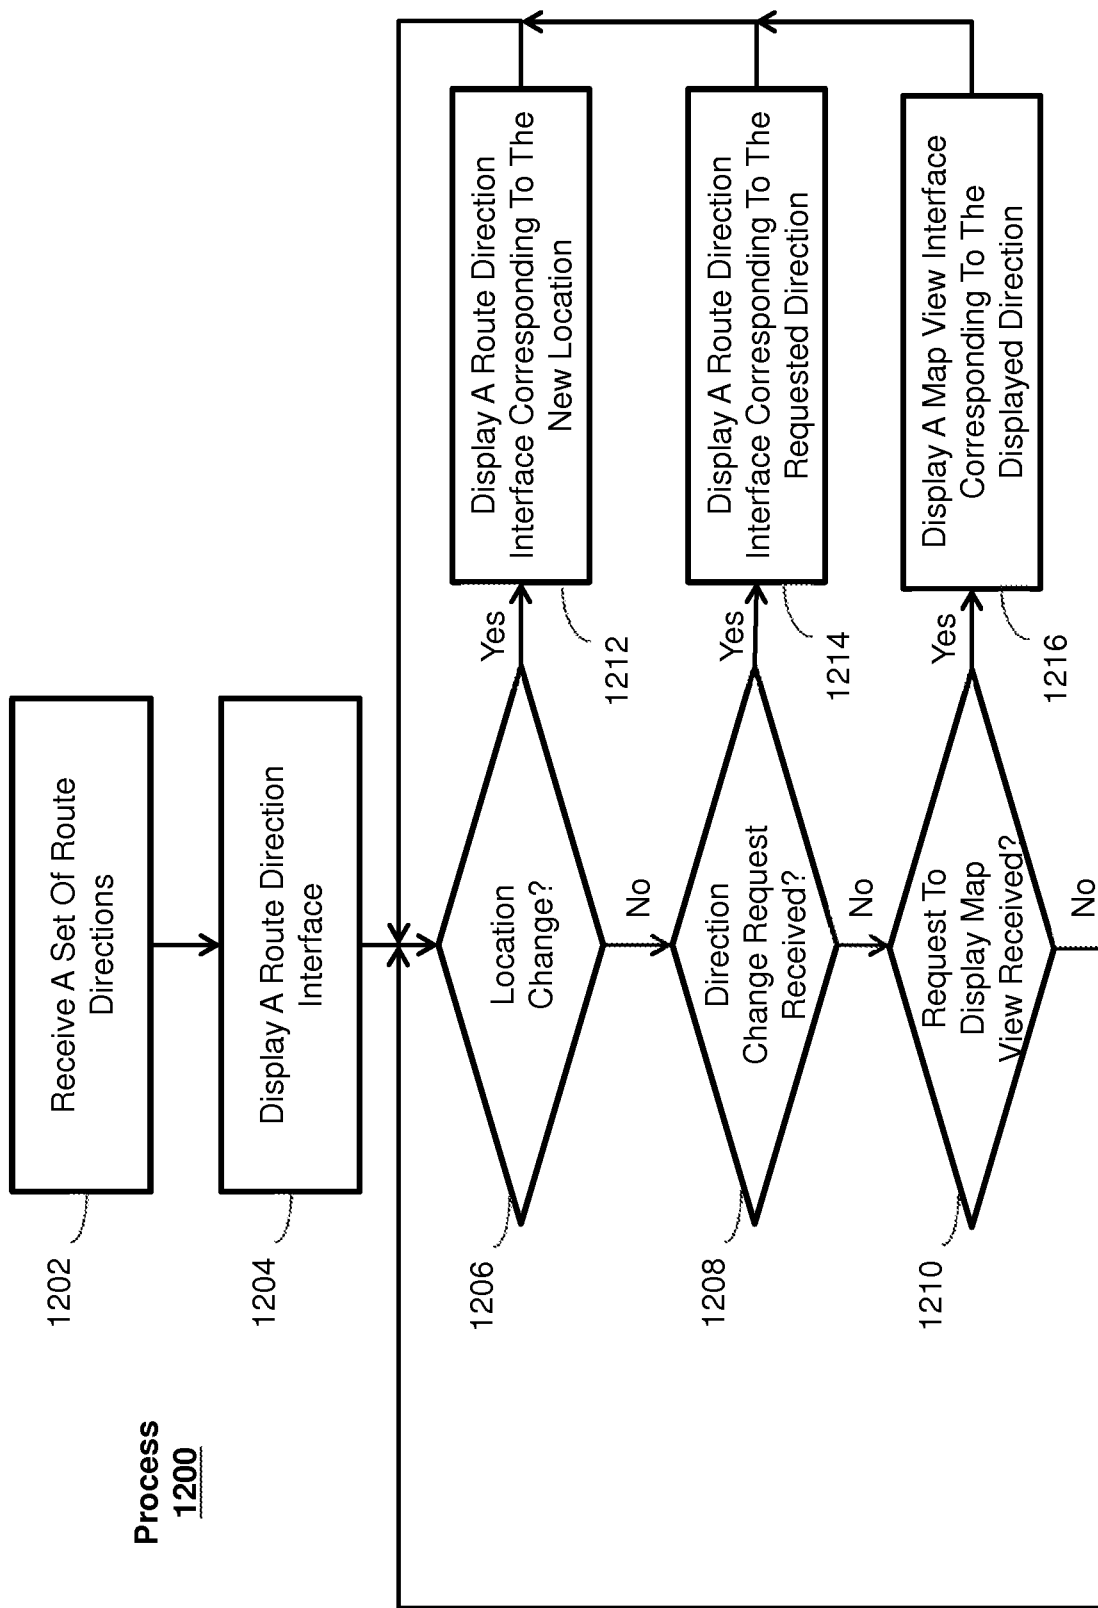 Process
1200
1202
Receive A Set Of Route
Directions
1204
Display A Route Direction
Interface
1206
Location
Change?
Yes
No
1212
Display A Route Direction
Interface Corresponding To The
New Location
1208
Direction
Change Request
Received?
Yes
No
1214
Display A Route Direction
Interface Corresponding To The
Requested Direction
1210
Request To
Display Map
View Received?
Yes
No
1216
Display A Map View Interface
Corresponding To The
Displayed Direction